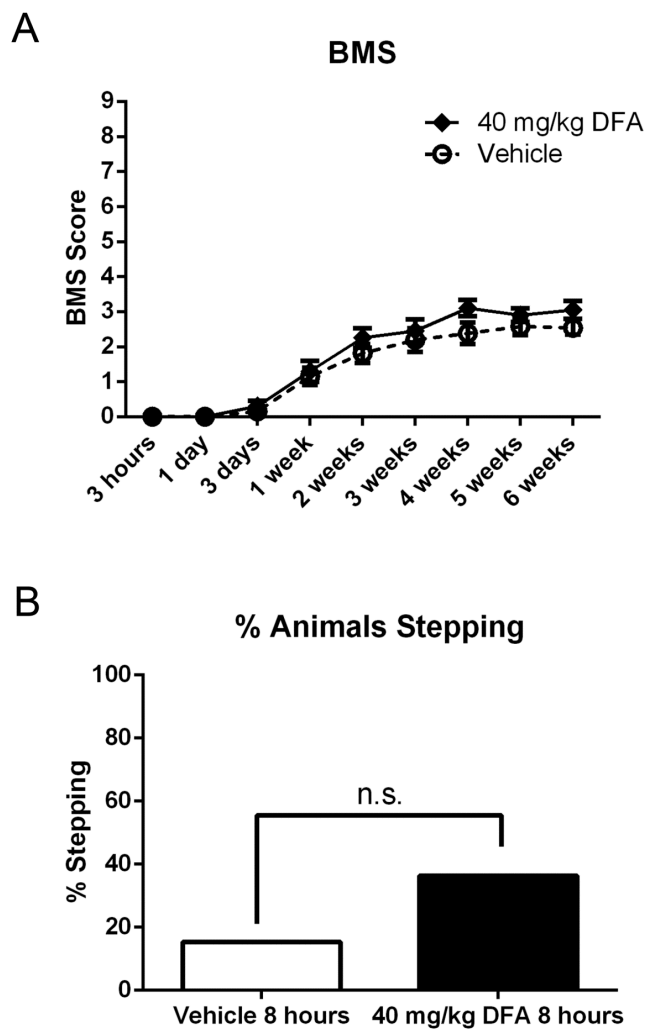 A
BMS
9
8
7
6
5
4
3
2
1
0
BMS Score
40 mg/kg DFA
Vehicle
3 hours
1 day
3 days
1 week
2 weeks
3 weeks
4 weeks
5 weeks
6 weeks
B
% Animals Stepping
100
80
60
40
20
0
% Stepping
n.s.
Vehicle 8 hours
40 mg/kg DFA 8 hours